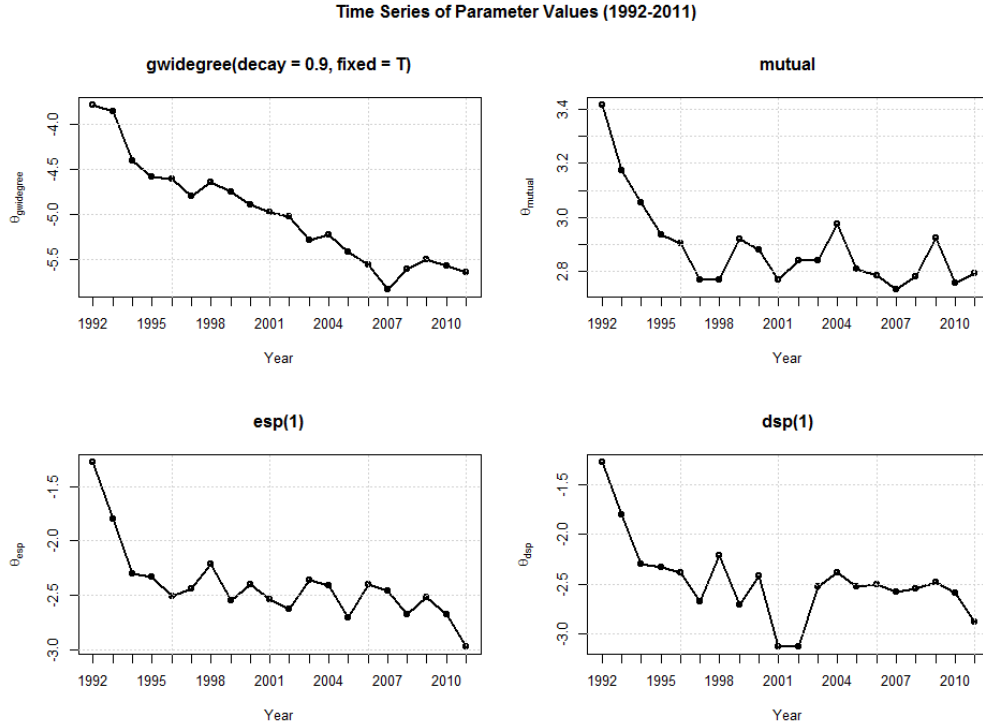 Time Series of Parameter Values (1992-2011)
gwidegree(decay = 0.9, fixed = T)
θgwidegree
-4.0
-4.5
-5.0
-5.5
1992 1995 1998 2001 2004 2007 2010
Year
mutual
θmutual
3.4
3.2
3.0
2.8
1992 1995 1998 2001 2004 2007 2010
Year
esp(1)
θesp
-1.5
-2.0
-2.5
-3.0
1992 1995 1998 2001 2004 2007 2010
Year
dsp(1)
θdsp
-1.5
-2.0
-2.5
-3.0
1992 1995 1998 2001 2004 2007 2010
Year